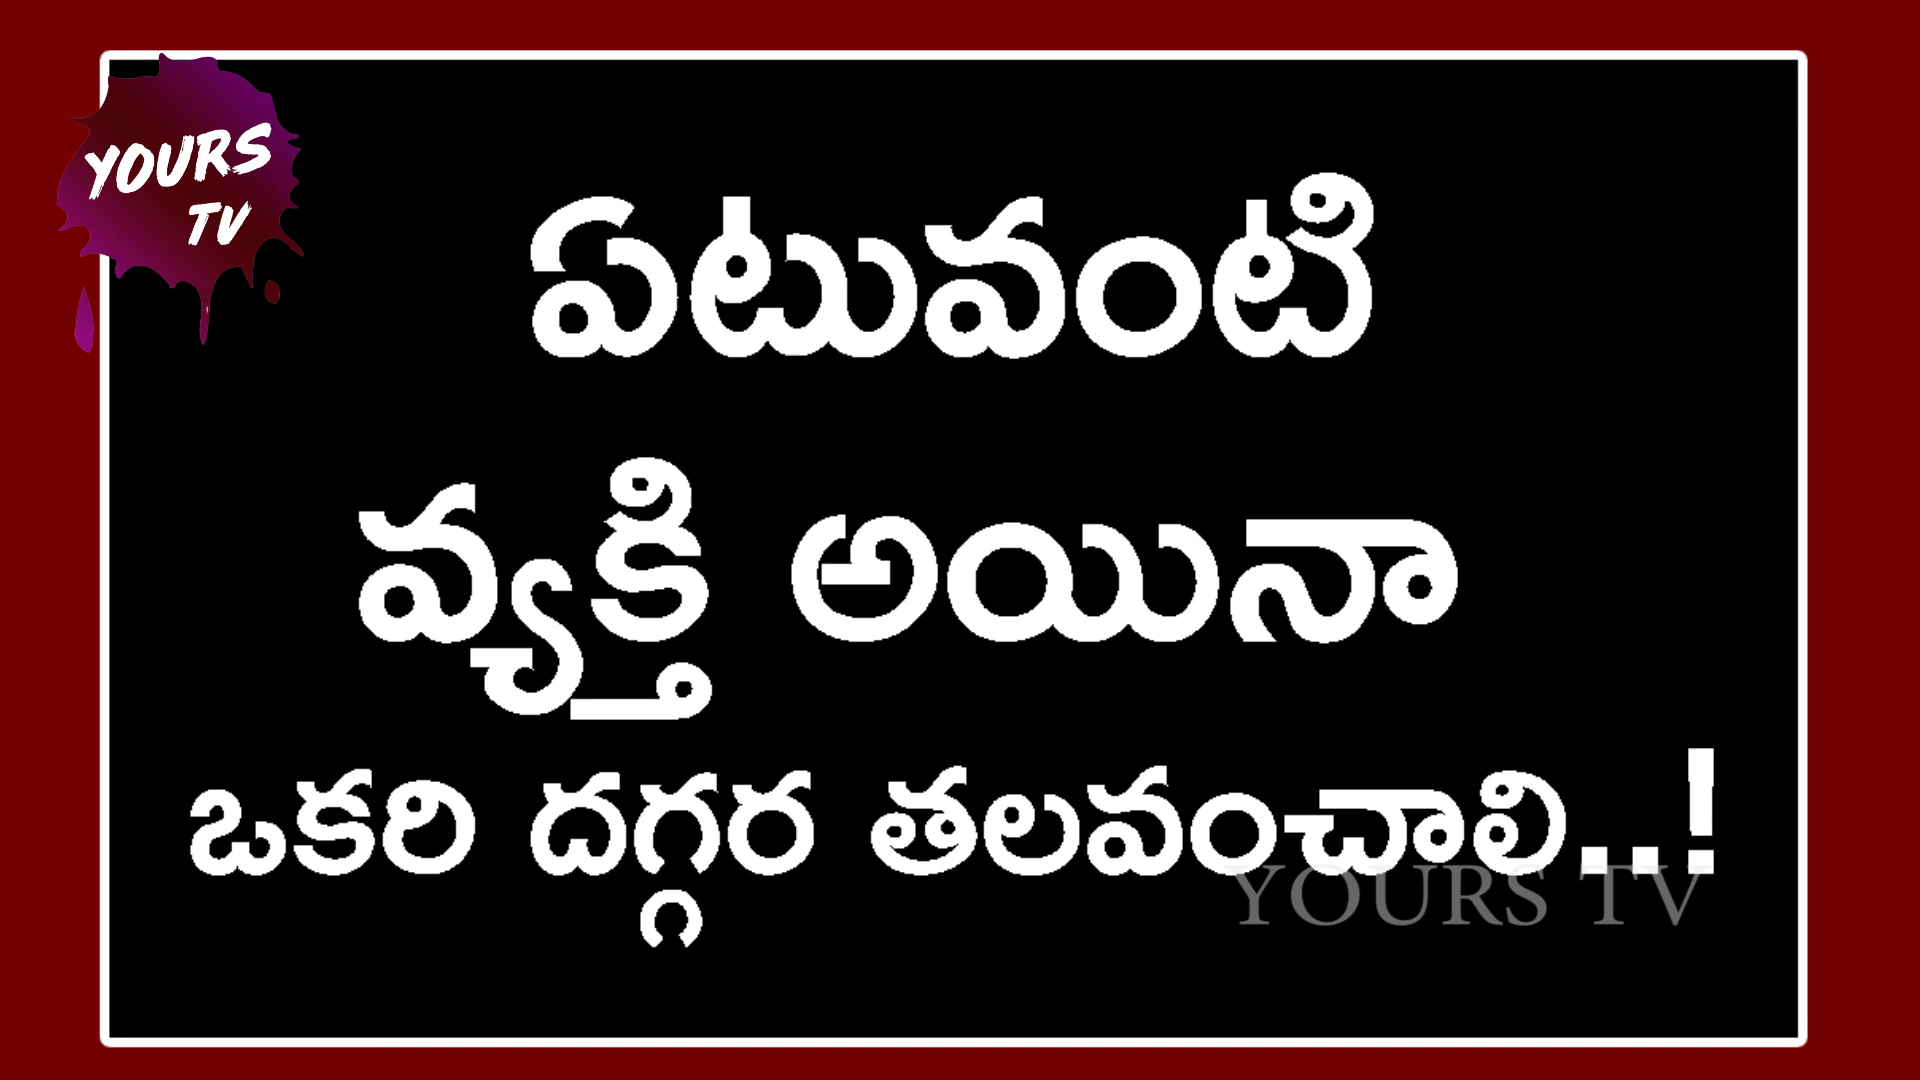 YOURS
TV
ఏటువంటి
వ్యక్తి అయినా
ఒకరి దగ్గర తలవంచాలి..!
YOURS TV